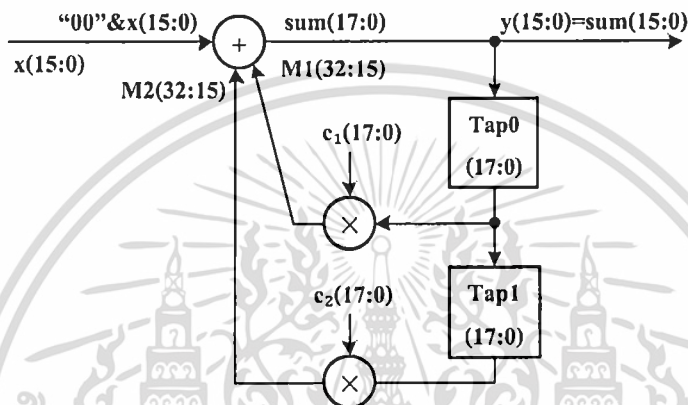 "00"&x(15:0)
x(15:0)
+
sum(17:0)
y(15:0)=sum(15:0)
M2(32:15)
M1(32:15)
Tap0
(17:0)
c₁(17:0)
×
Tap1
(17:0)
c₂(17:0)
×